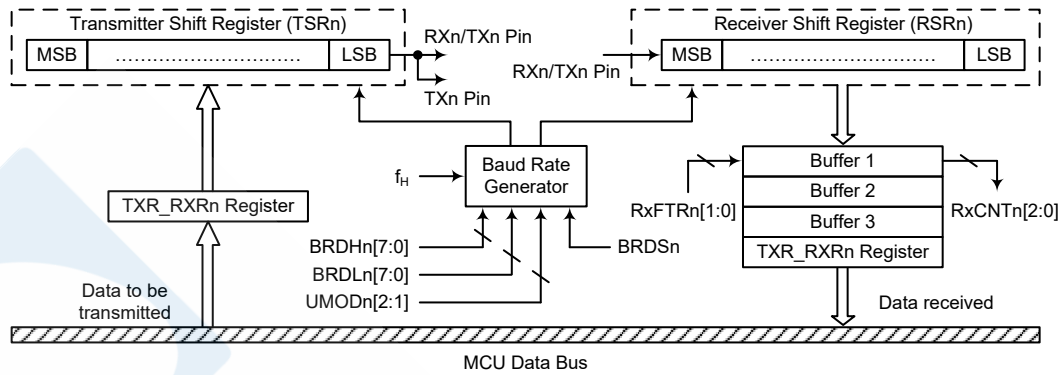 Transmitter Shift Register (TSRn)
MSB ................................ LSB
RXn/TXn Pin
TXn Pin
Receiver Shift Register (RSRn)
RXn/TXn Pin
MSB ................................ LSB
TXR_RXRn Register
fH
Baud Rate
Generator
BRDHn[7:0]
BRDLn[7:0]
UMODn[2:1]
BRDSn
RxFTRn[1:0]
Buffer 1
Buffer 2
Buffer 3
TXR_RXRn Register
RxCNTn[2:0]
Data to be
transmitted
Data received
MCU Data Bus